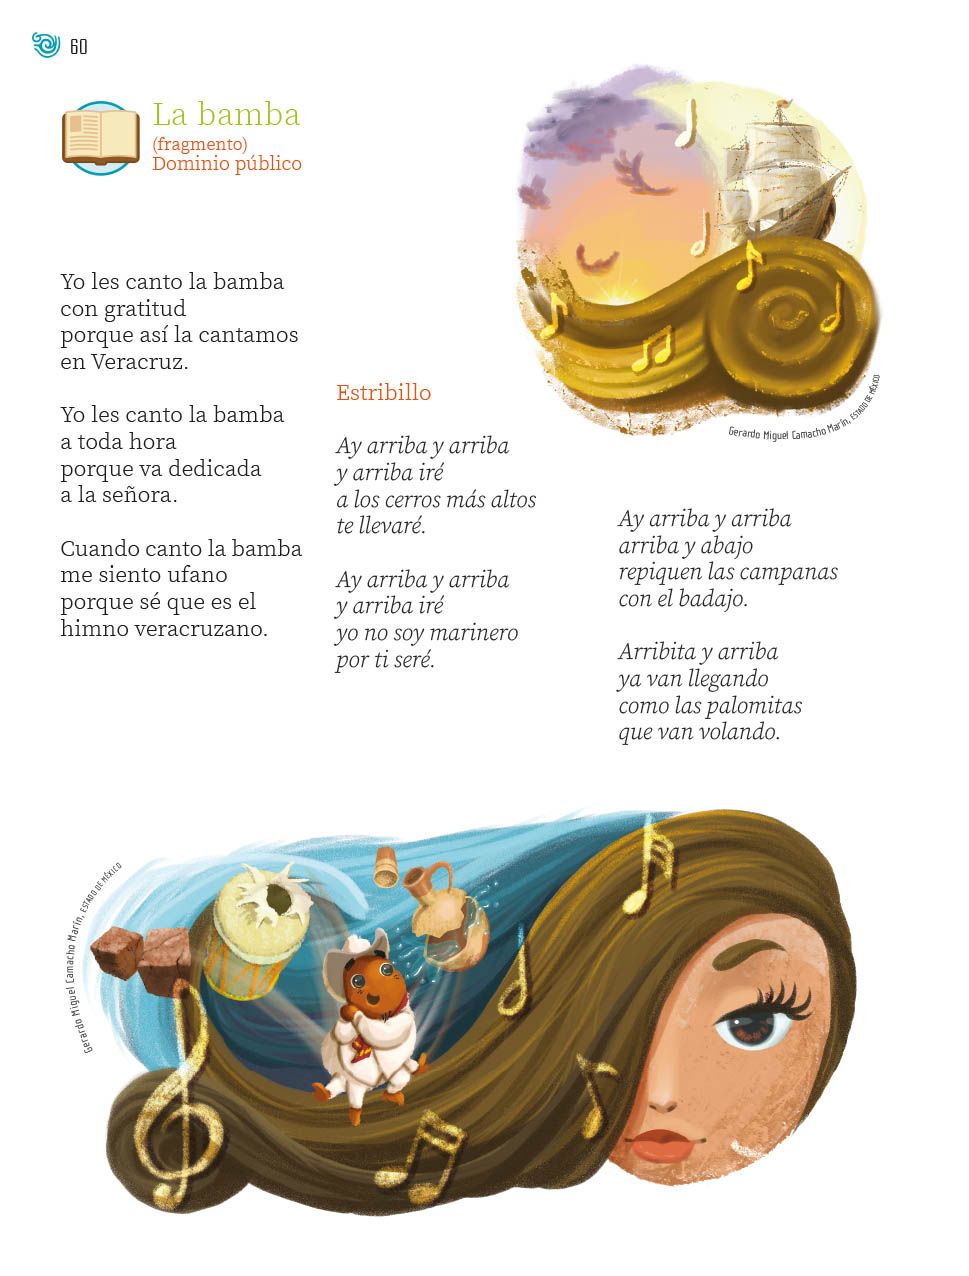 60
La bamba
(fragmento)
Dominio público
Yo les canto la bamba
con gratitud
porque así la cantamos
en Veracruz.
Yo les canto la bamba
a toda hora
porque va dedicada
a la señora.
Cuando canto la bamba
me siento ufano
porque sé que es el
himno veracruzano.
Estribillo
Ay arriba y arriba
y arriba iré
a los cerros más altos
te llevaré.
Ay arriba y arriba
y arriba iré
yo no soy marinero
por ti seré.
Ay arriba y arriba
arriba y abajo
repiquen las campanas
con el badajo.
Arribita y arriba
ya van llegando
como las palomitas
que van volando.
Gerardo Miguel Camacho Marín, ESTADO DE MÉXICO
Gerardo Miguel Camacho Marín, ESTADO DE MÉXICO